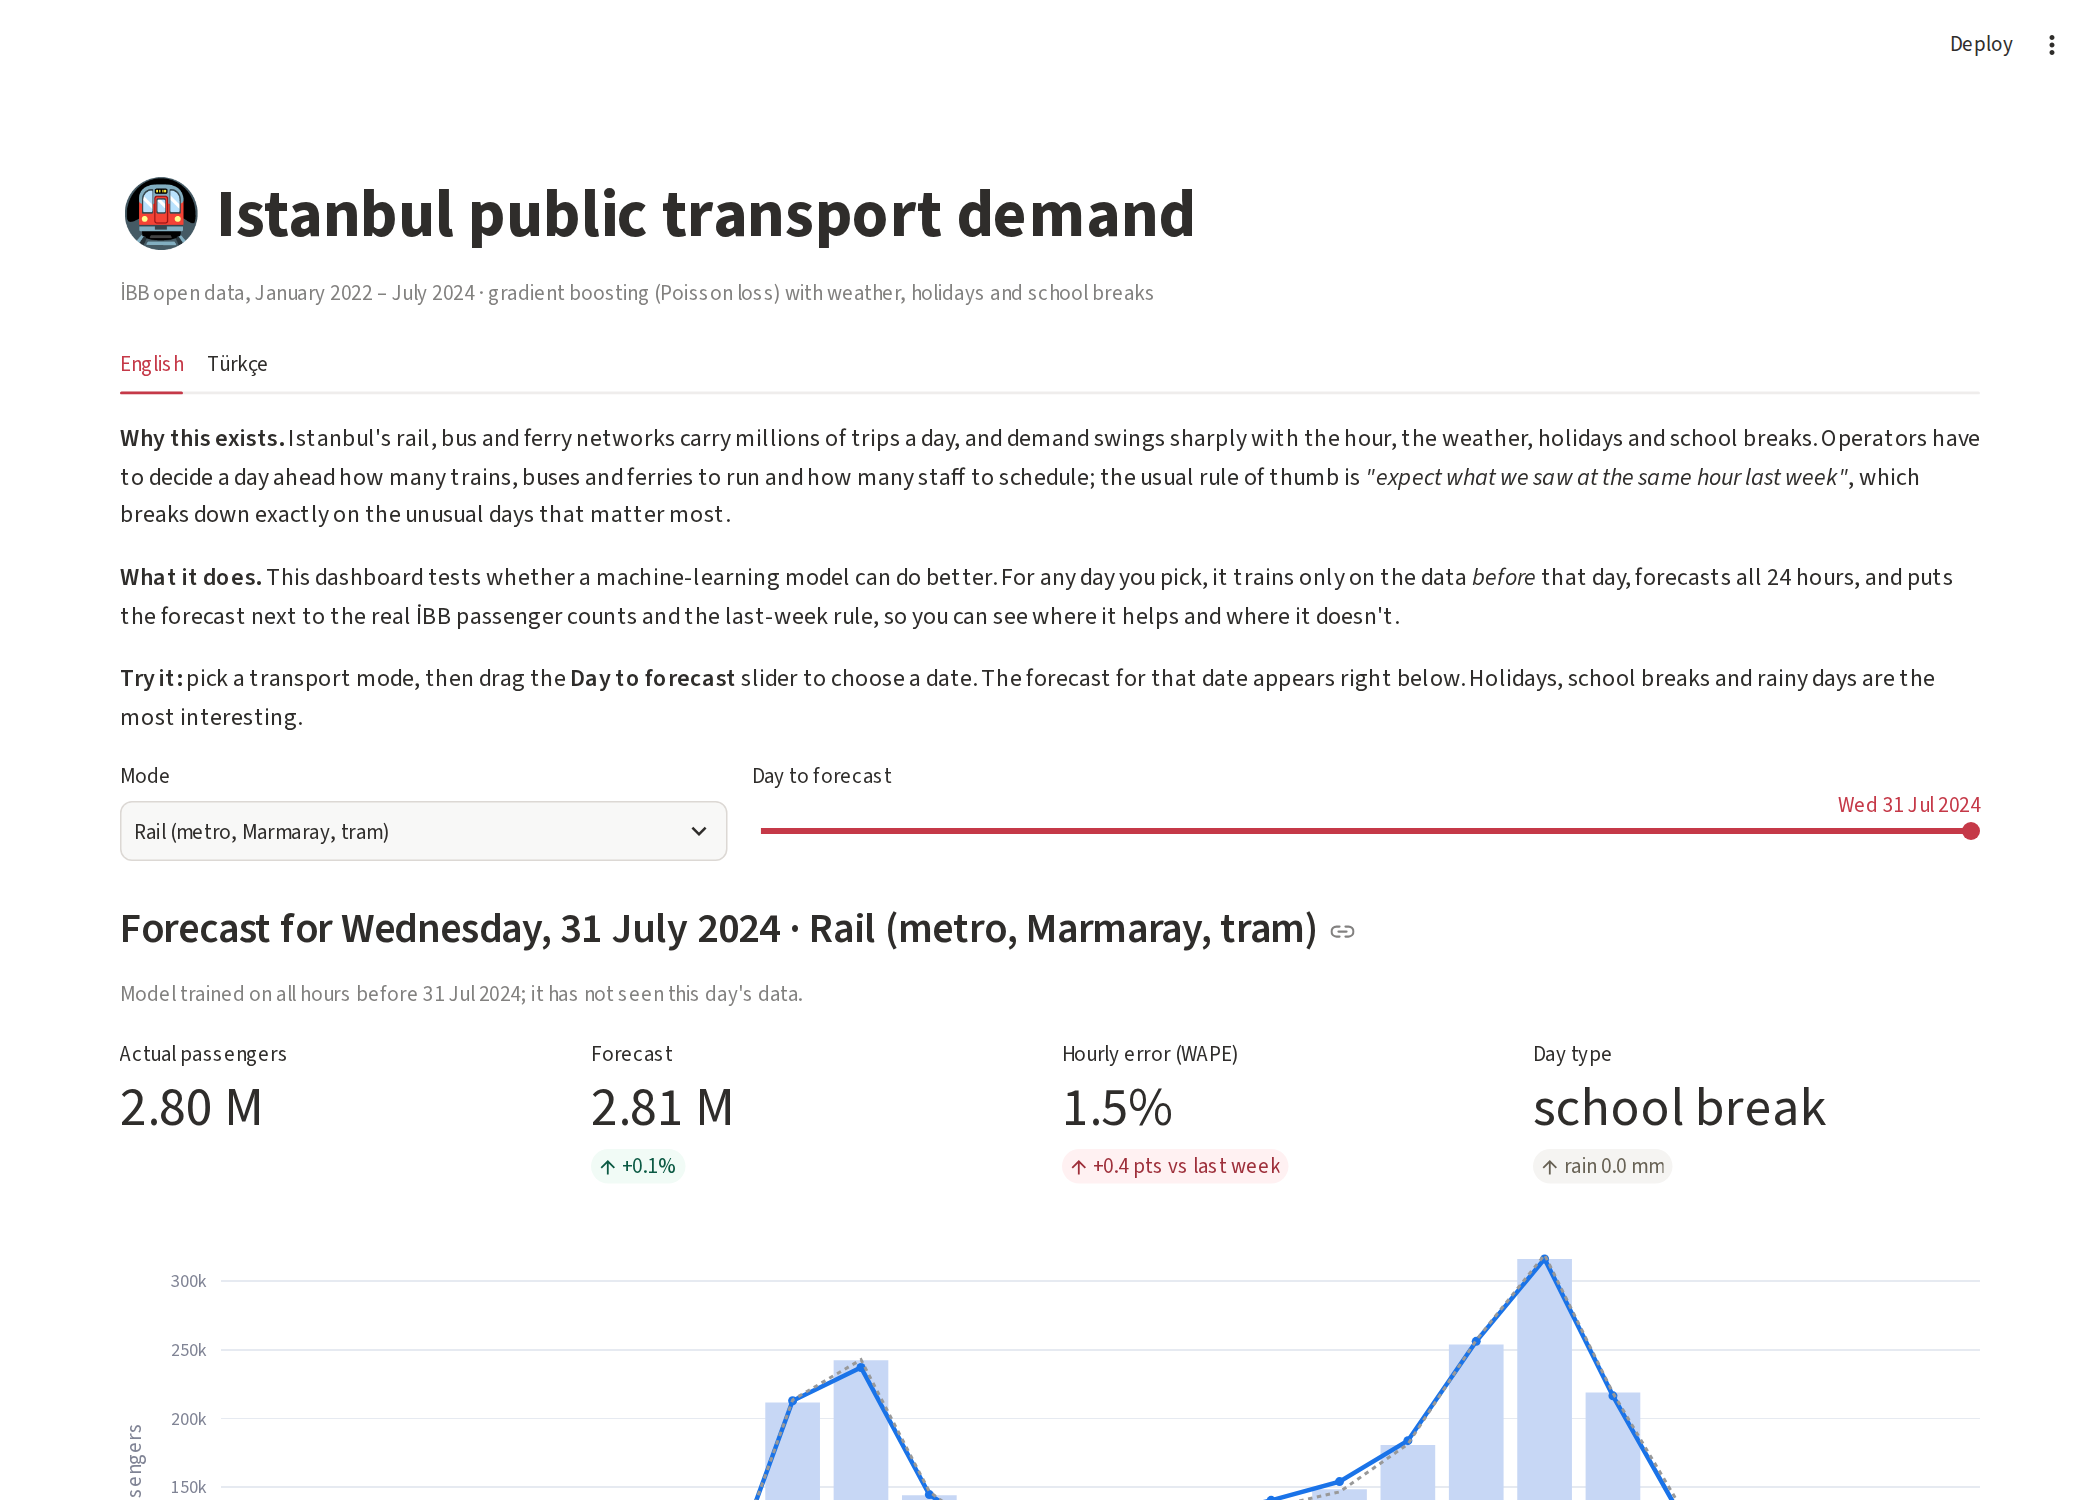 Deploy
Istanbul public transport demand
İBB open data, January 2022 – July 2024 · gradient boosting (Poisson loss) with weather, holidays and school breaks
English Türkçe
Why this exists. Istanbul's rail, bus and ferry networks carry millions of trips a day, and demand swings sharply with the hour, the weather, holidays and school breaks. Operators have
to decide a day ahead how many trains, buses and ferries to run and how many staff to schedule; the usual rule of thumb is "expect what we saw at the same hour last week", which
breaks down exactly on the unusual days that matter most.
What it does. This dashboard tests whether a machine-learning model can do better. For any day you pick, it trains only on the data before that day, forecasts all 24 hours, and puts
the forecast next to the real İBB passenger counts and the last-week rule, so you can see where it helps and where it doesn't.
Try it: pick a transport mode, then drag the Day to forecast slider to choose a date. The forecast for that date appears right below. Holidays, school breaks and rainy days are the
most interesting.
Mode
Day to forecast
Wed 31 Jul 2024
Rail (metro, Marmaray, tram)
Forecast for Wednesday, 31 July 2024 · Rail (metro, Marmaray, tram)
Model trained on all hours before 31 Jul 2024; it has not seen this day's data.
Actual passengers
2.80 M
Forecast
2.81 M
↑ +0.1%
Hourly error (WAPE)
1.5%
↑ +0.4 pts vs last week
Day type
school break
↑ rain 0.0 mm
300k
250k
200k
150k
sengers